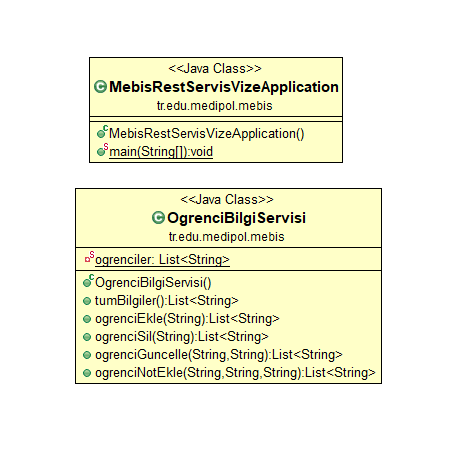 <<Java Class>>
MebisRestServisVizeApplication
tr.edu.medipol.mebis
MebisRestServisVizeApplication()
main(String[]):void
<<Java Class>>
OgrenciBilgiServisi
tr.edu.medipol.mebis
ogrenciler: List<String>
OgrenciBilgiServisi()
tumBilgiler():List<String>
ogrenciEkle(String):List<String>
ogrenciSil(String):List<String>
ogrenciGuncelle(String,String):List<String>
ogrenciNotEkle(String,String,String):List<String>